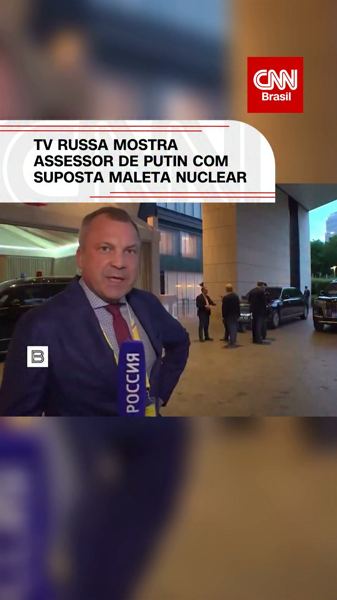 CNN
Brasil
TV RUSSA MOSTRA
ASSESSOR DE PUTIN COM
SUPOSTA MALETA NUCLEAR
B
РОССИЯ